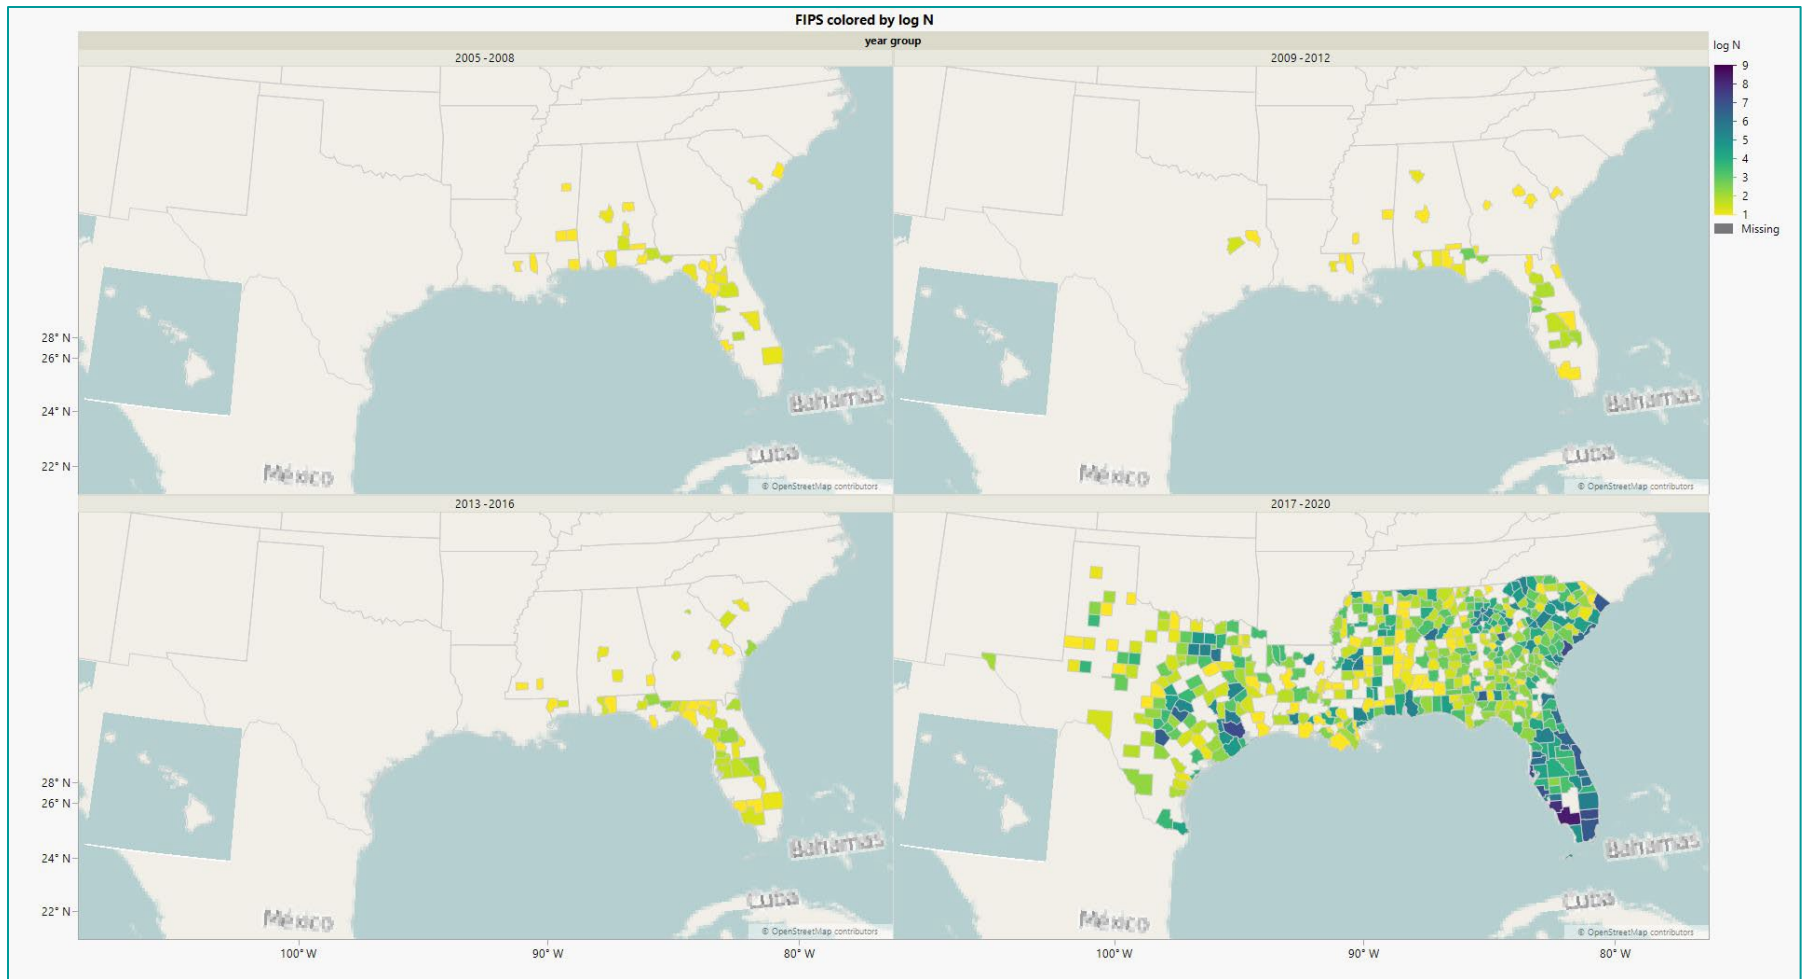 FIPS colored by log N
year group
2005-2008
2009-2012
log N
9
8
7
6
5
4
3
2
1
Missing
28° N
26° N
24° N
22° N
Bahamas
Cuba
México
© OpenStreetMap contributors
Bahamas
Cuba
México
© OpenStreetMap contributors
2013-2016
2017-2020
28° N
26° N
24° N
22° N
Bahamas
Cuba
México
© OpenStreetMap contributors
Bahamas
Cuba
México
© OpenStreetMap contributors
100° W
90° W
80° W
100° W
90° W
80° W